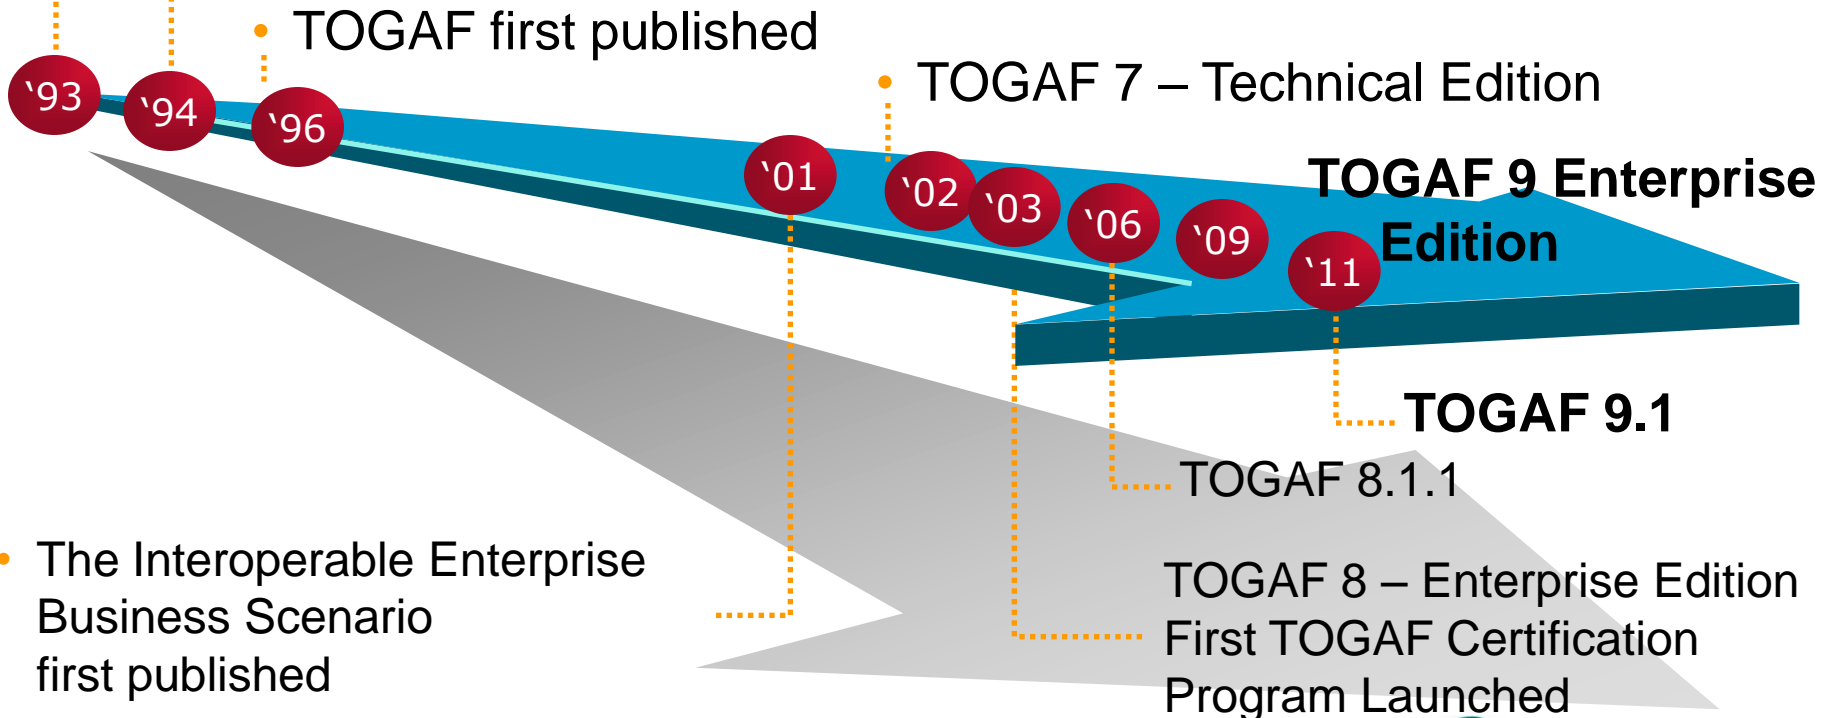 • TOGAF first published
• TOGAF 7 – Technical Edition
‘93
‘94
‘96
‘01
‘02
‘03
‘06
‘09
‘11
TOGAF 9 Enterprise
Edition
TOGAF 9.1
TOGAF 8.1.1
• The Interoperable Enterprise
Business Scenario
first published
TOGAF 8 – Enterprise Edition
First TOGAF Certification
Program Launched